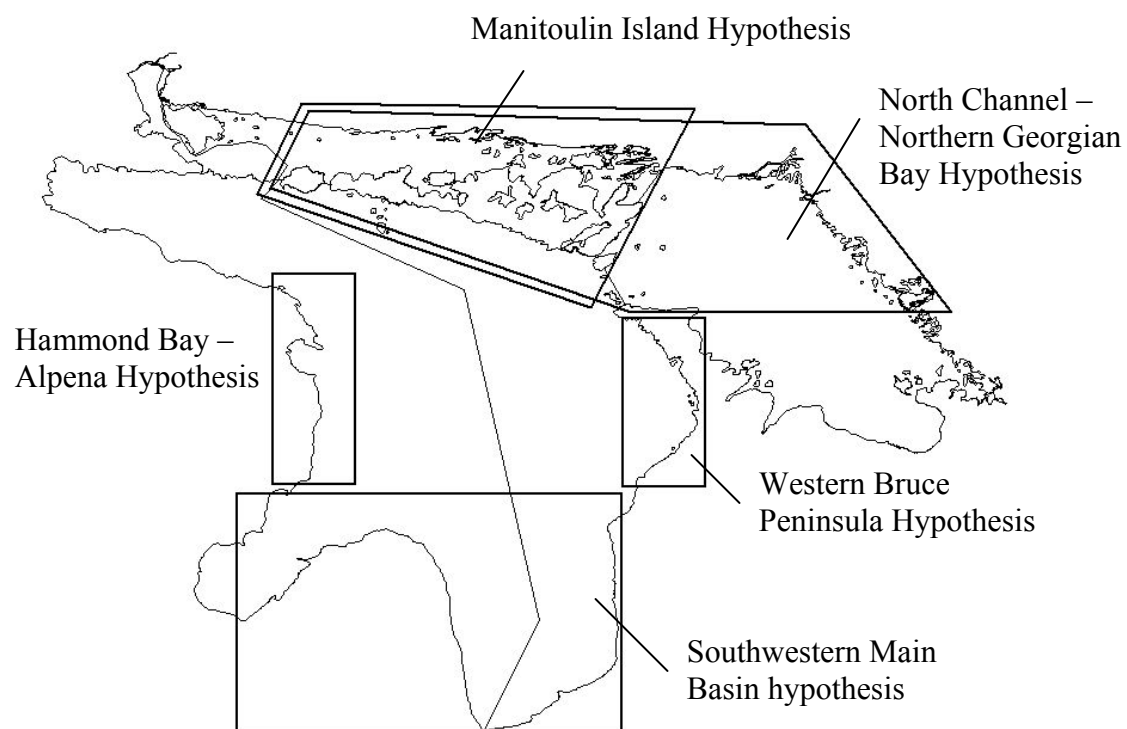 Manitoulin Island Hypothesis
North Channel –
Northern Georgian
Bay Hypothesis
Hammond Bay –
Alpena Hypothesis
Western Bruce
Peninsula Hypothesis
Southwestern Main
Basin hypothesis